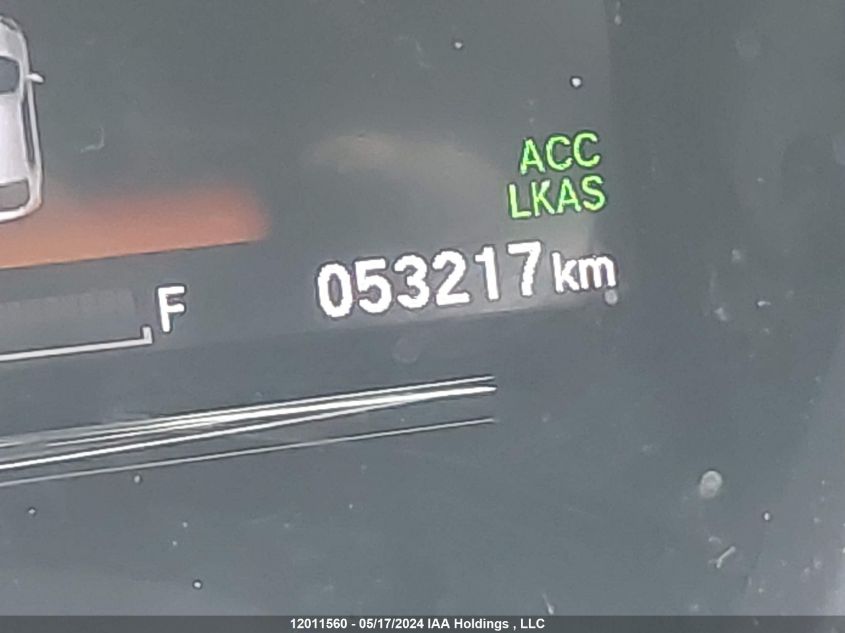 ACC
LKAS
053217 km
F
12011560 - 05/17/2024 IAA Holdings , LLC